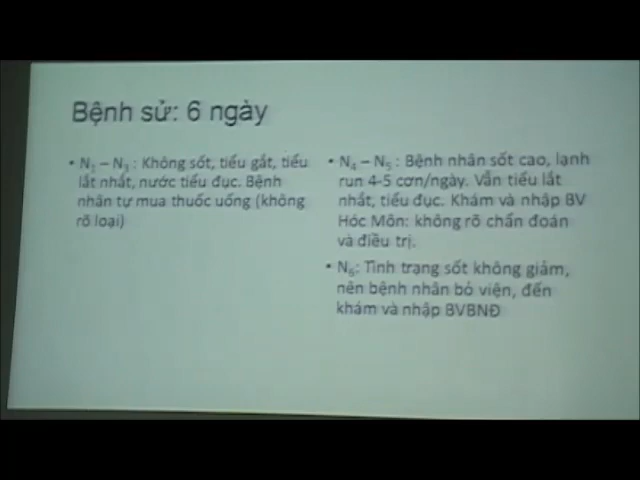 Bệnh sử: 6 ngày
• N1 – N3 : Không sốt, tiểu gắt, tiểu
lắt nhất, nước tiểu đục. Bệnh
nhân tự mua thuốc uống (không
rõ loại)
• N4 – N5 : Bệnh nhân sốt cao, lạnh
run 4-5 cơn/ngày. Vẫn tiểu lắt
nhất, tiểu đục. Khám và nhập BV
Hóc Môn: không rõ chẩn đoán
và điều trị.
• N6: Tình trạng sốt không giảm,
nên bệnh nhân bỏ viện, đến
khám và nhập BVBNĐ